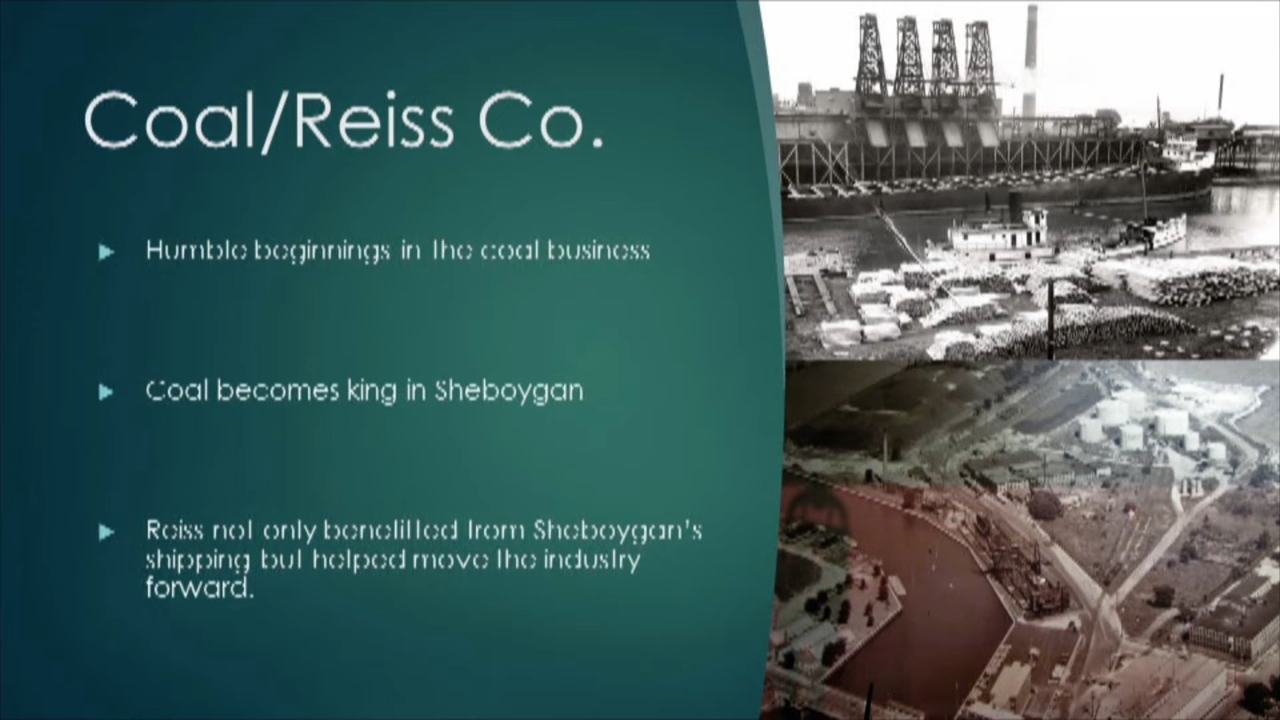 Coal/Reiss Co.
Humble beginnings in the coal business
Coal becomes king in Sheboygan
Reiss not only benefitted from Sheboygan's
shipping but helped move the industry
forward.